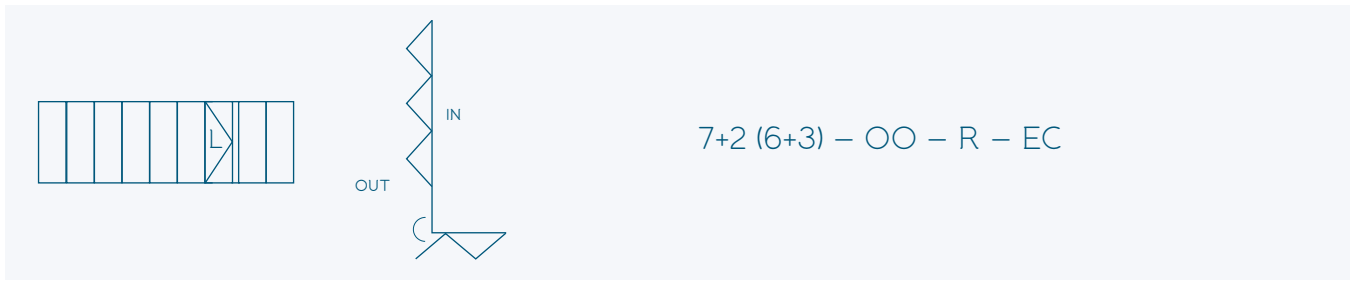 L
IN
OUT
7+2 (6+3) – OO – R – EC